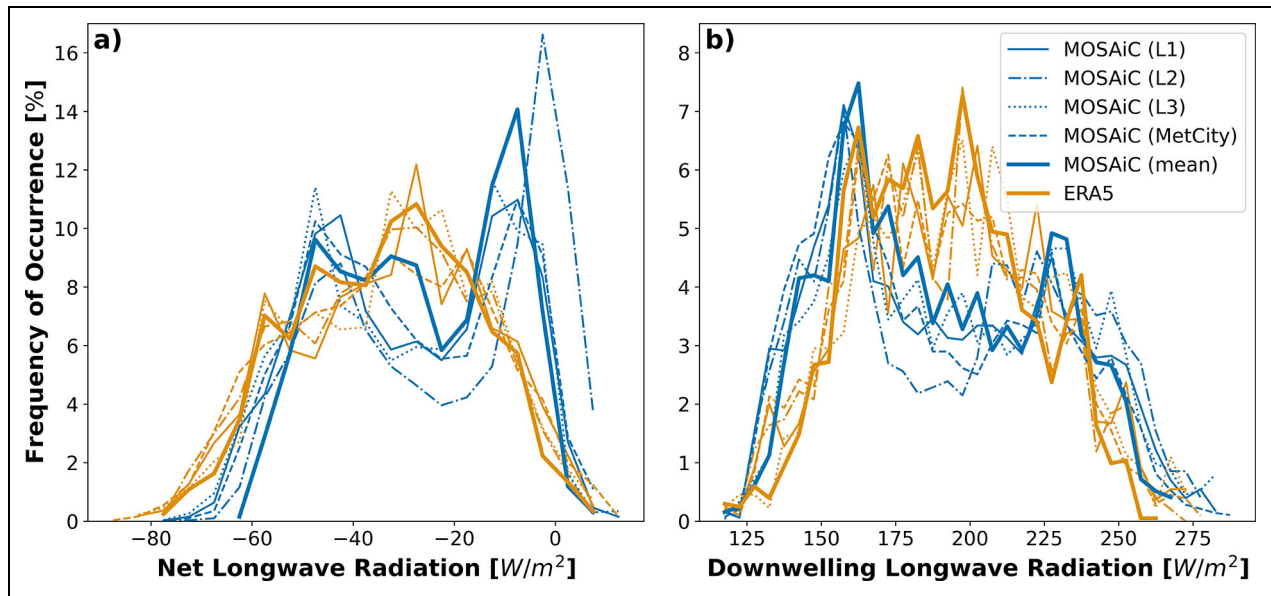 a)
Frequency of Occurrence [%]
16
14
12
10
8
6
4
2
0
−80
−60
−40
−20
0
Net Longwave Radiation [W/m²]
b)
MOSAiC (L1)
MOSAiC (L2)
MOSAiC (L3)
MOSAiC (MetCity)
MOSAiC (mean)
ERA5
8
7
6
5
4
3
2
1
0
125
150
175
200
225
250
275
Downwelling Longwave Radiation [W/m²]